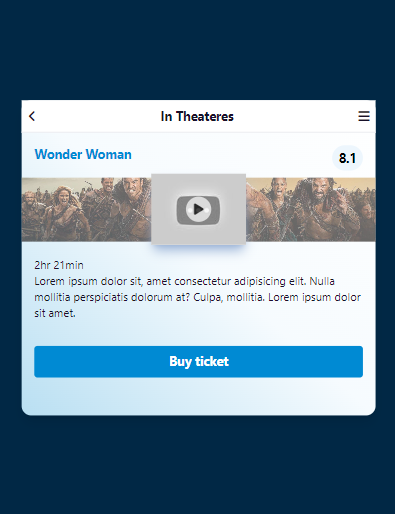 In Theateres
Wonder Woman
8.1
2hr 21min
Lorem ipsum dolor sit, amet consectetur adipisicing elit. Nulla
mollitia perspiciatis dolorum at? Culpa, mollitia. Lorem ipsum dolor
sit amet.
Buy ticket